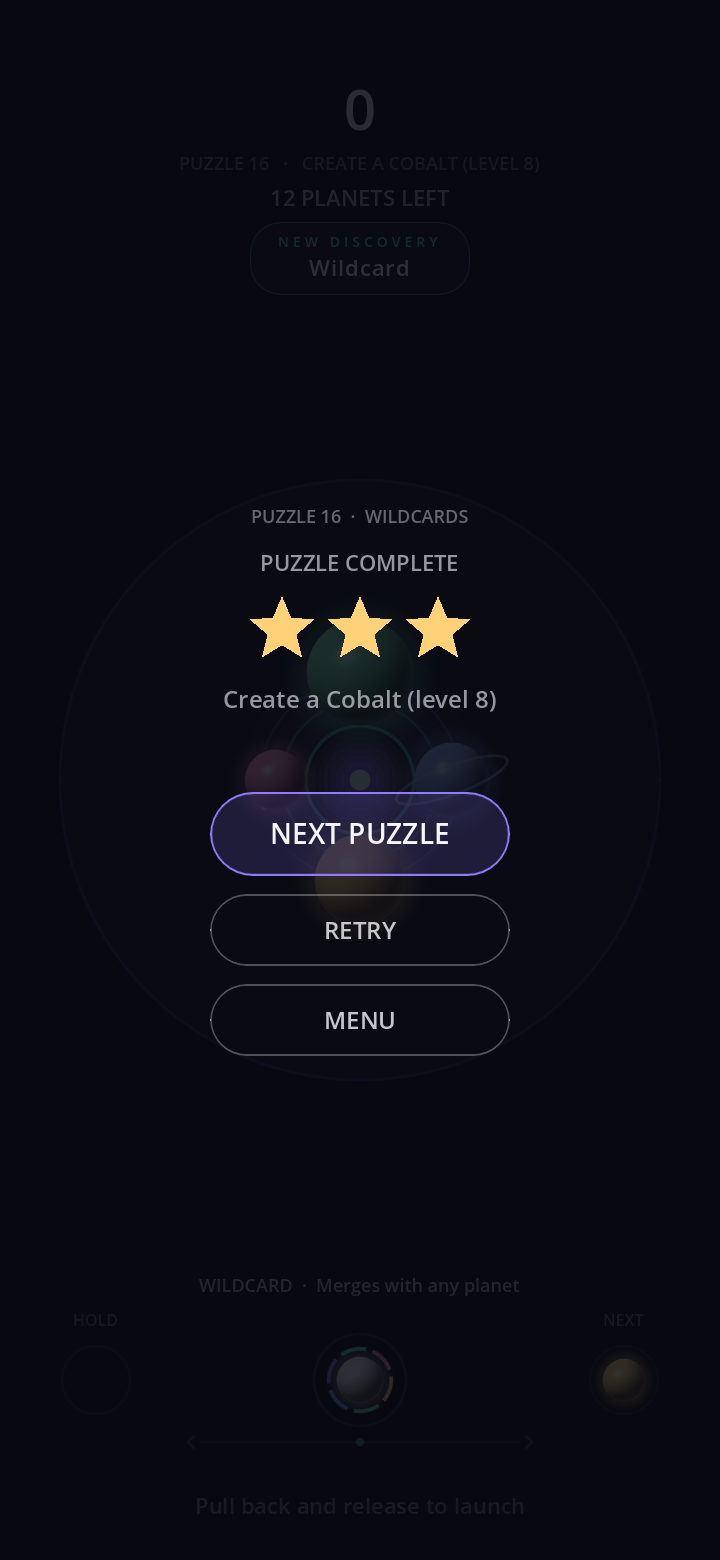 0
PUZZLE 16 · CREATE A COBALT (LEVEL 8)
12 PLANETS LEFT
NEW DISCOVERY
Wildcard
PUZZLE 16 · WILDCARDS
PUZZLE COMPLETE
Create a Cobalt (level 8)
NEXT PUZZLE
RETRY
MENU
WILDCARD · Merges with any planet
HOLD
NEXT
Pull back and release to launch